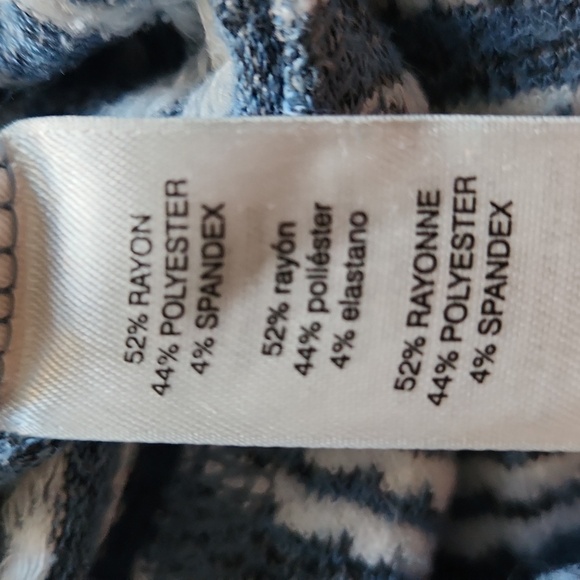 52% RAYON
44% POLYESTER
4% SPANDEX
52% rayón
44% poliéster
4% elastano
52% RAYONNE
44% POLYESTER
4% SPANDEX